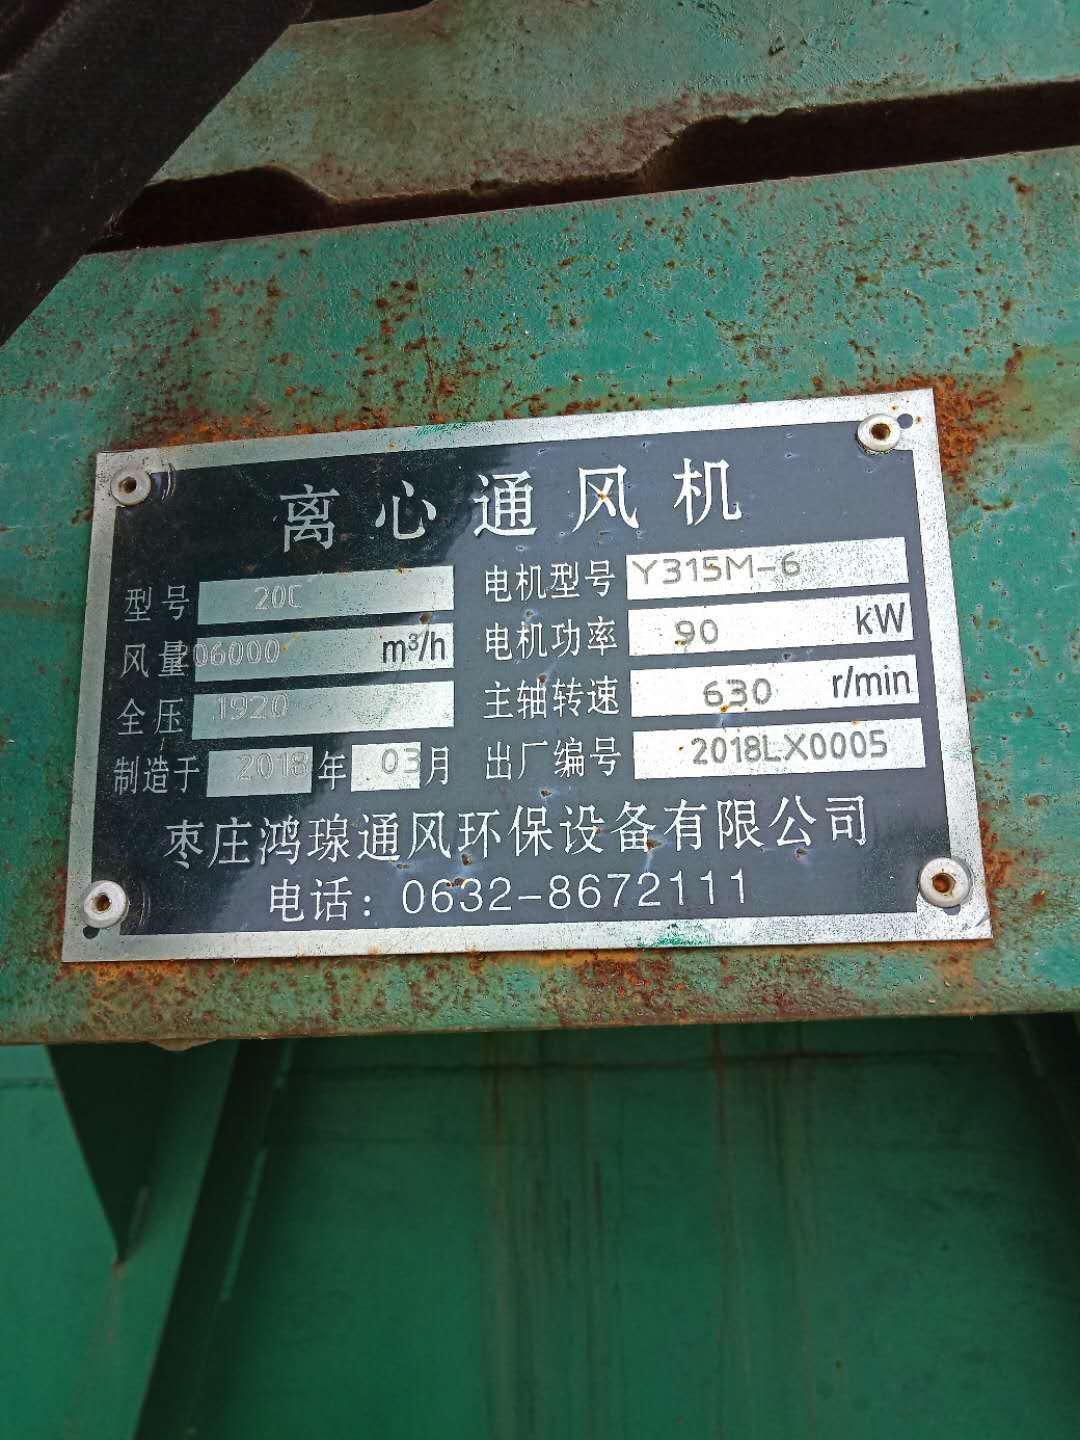 离心通风机
型号 20C 电机型号 Y315M-6
风量 206000 m³/h 电机功率 90 kW
全压 1920 主轴转速 630 r/min
制造于 2018 年 03 月 出厂编号 2018LX0005
枣庄鸿瑔通风环保设备有限公司
电话：0632-8672111